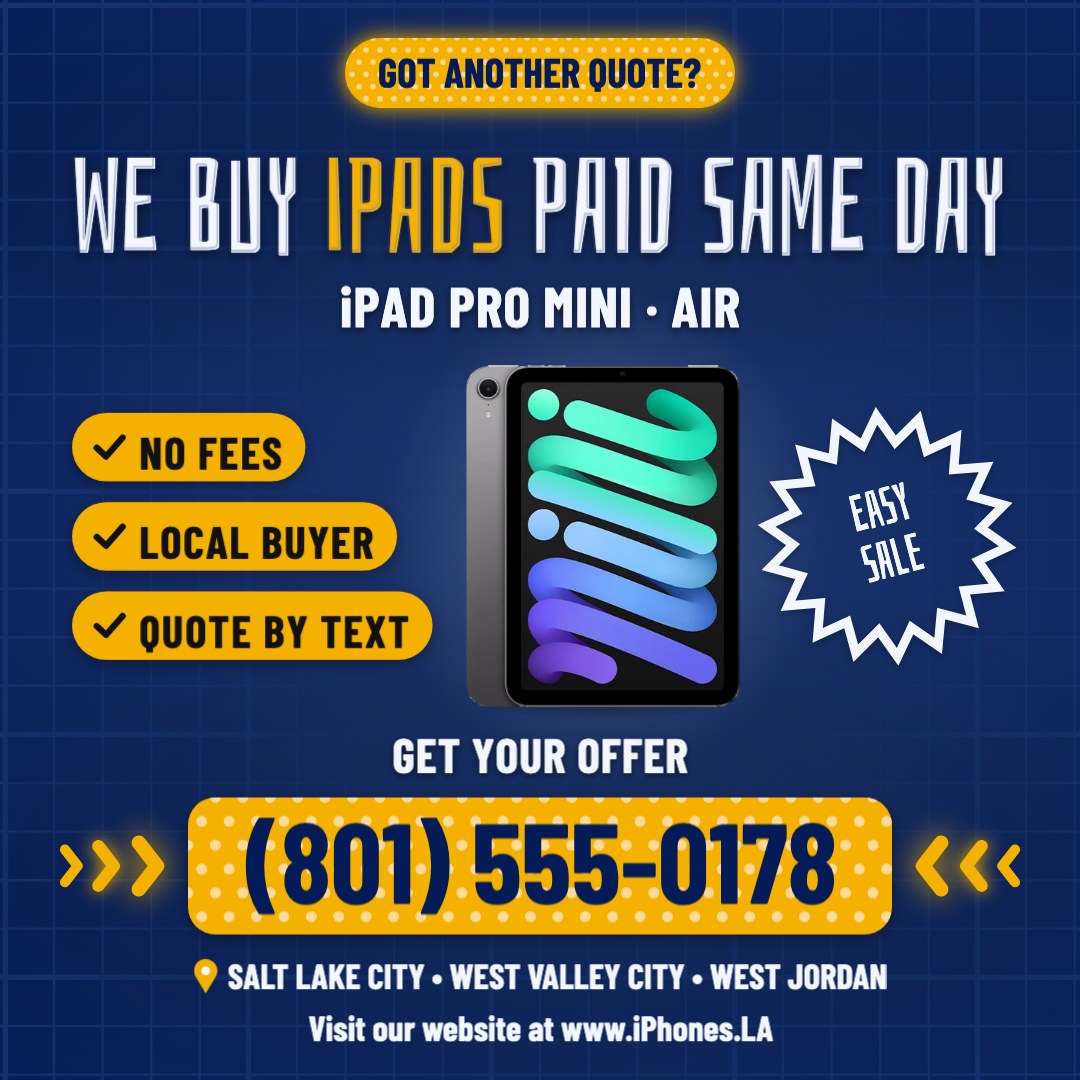 GOT ANOTHER QUOTE?
WE BUY IPADS PAID SAME DAY
iPAD PRO MINI · AIR
NO FEES
LOCAL BUYER
QUOTE BY TEXT
EASY
SALE
GET YOUR OFFER
(801) 555-0178
SALT LAKE CITY • WEST VALLEY CITY • WEST JORDAN
Visit our website at www.iPhones.LA